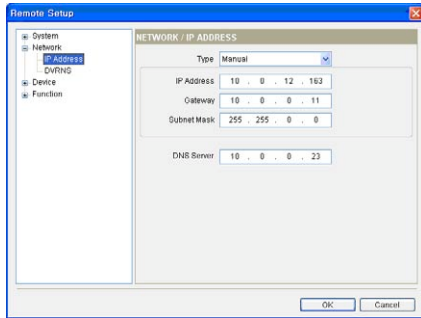 Remote Setup
System
Network
IP Address
DVRNS
Device
Function
NETWORK / IP ADDRESS
Type Manual
IP Address 10 . 0 . 12 . 163
Gateway 10 . 0 . 0 . 11
Subnet Mask 255 . 255 . 0 . 0
DNS Server 10 . 0 . 0 . 23
OK Cancel